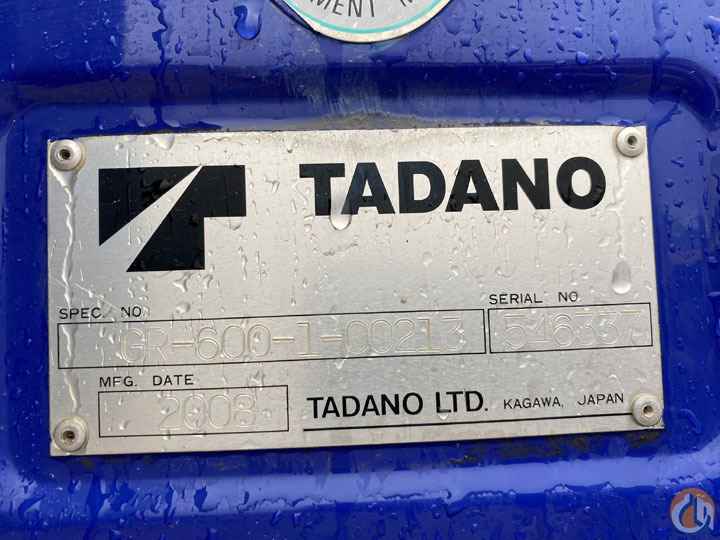 MENT
TADANO
SPEC. NO.
GR-600-1-00213
SERIAL NO
546337
MFG. DATE
2008
TADANO LTD. KAGAWA, JAPAN